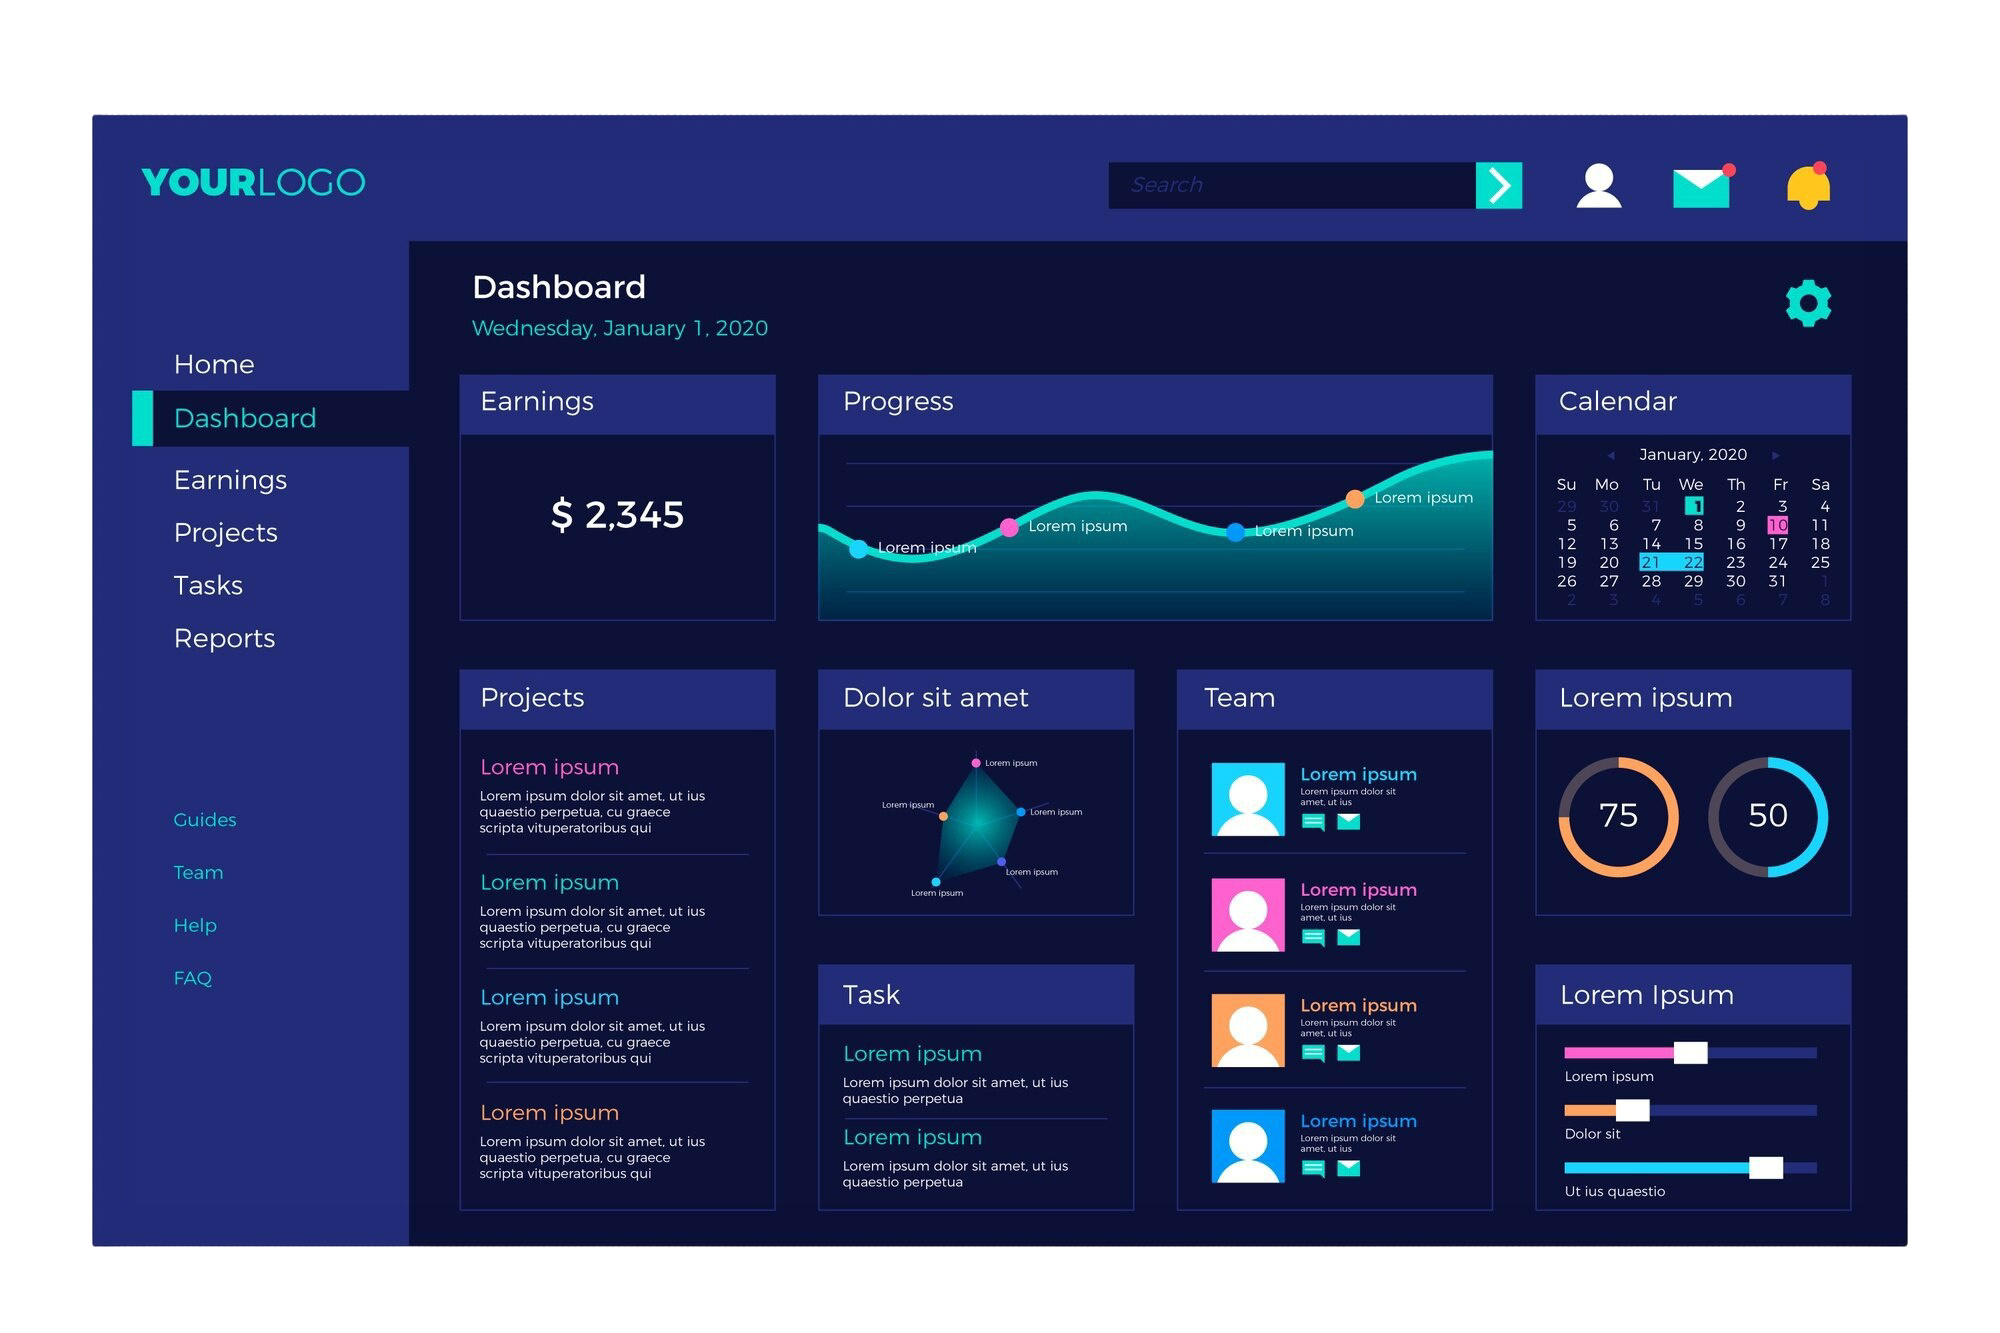 YOURLOGO
Search
Dashboard
Wednesday, January 1, 2020
Home
Dashboard
Earnings
Projects
Tasks
Reports
Guides
Team
Help
FAQ
Earnings
$ 2,345
Progress
Lorem ipsum
Lorem ipsum
Lorem ipsum
Lorem ipsum
Calendar
January, 2020
Su Mo Tu We Th Fr Sa
29 30 31 1 2 3 4
5 6 7 8 9 10 11
12 13 14 15 16 17 18
19 20 21 22 23 24 25
26 27 28 29 30 31 1
2 3 4 5 6 7 8
Projects
Lorem ipsum
Lorem ipsum dolor sit amet, ut ius
quaestio perpetua, cu graece
scripta vituperatoribus qui
Lorem ipsum
Lorem ipsum dolor sit amet, ut ius
quaestio perpetua, cu graece
scripta vituperatoribus qui
Lorem ipsum
Lorem ipsum dolor sit amet, ut ius
quaestio perpetua, cu graece
scripta vituperatoribus qui
Lorem ipsum
Lorem ipsum dolor sit amet, ut ius
quaestio perpetua, cu graece
scripta vituperatoribus qui
Dolor sit amet
Lorem ipsum
Lorem ipsum
Lorem ipsum
Lorem ipsum
Lorem ipsum
Task
Lorem ipsum
Lorem ipsum dolor sit amet, ut ius
quaestio perpetua
Lorem ipsum
Lorem ipsum dolor sit amet, ut ius
quaestio perpetua
Team
Lorem ipsum
Lorem ipsum dolor sit
amet, ut ius
Lorem ipsum
Lorem ipsum dolor sit
amet, ut ius
Lorem ipsum
Lorem ipsum dolor sit
amet, ut ius
Lorem ipsum
Lorem ipsum dolor sit
amet, ut ius
Lorem ipsum
75 50
Lorem Ipsum
Lorem ipsum
Dolor sit
Ut ius quaestio